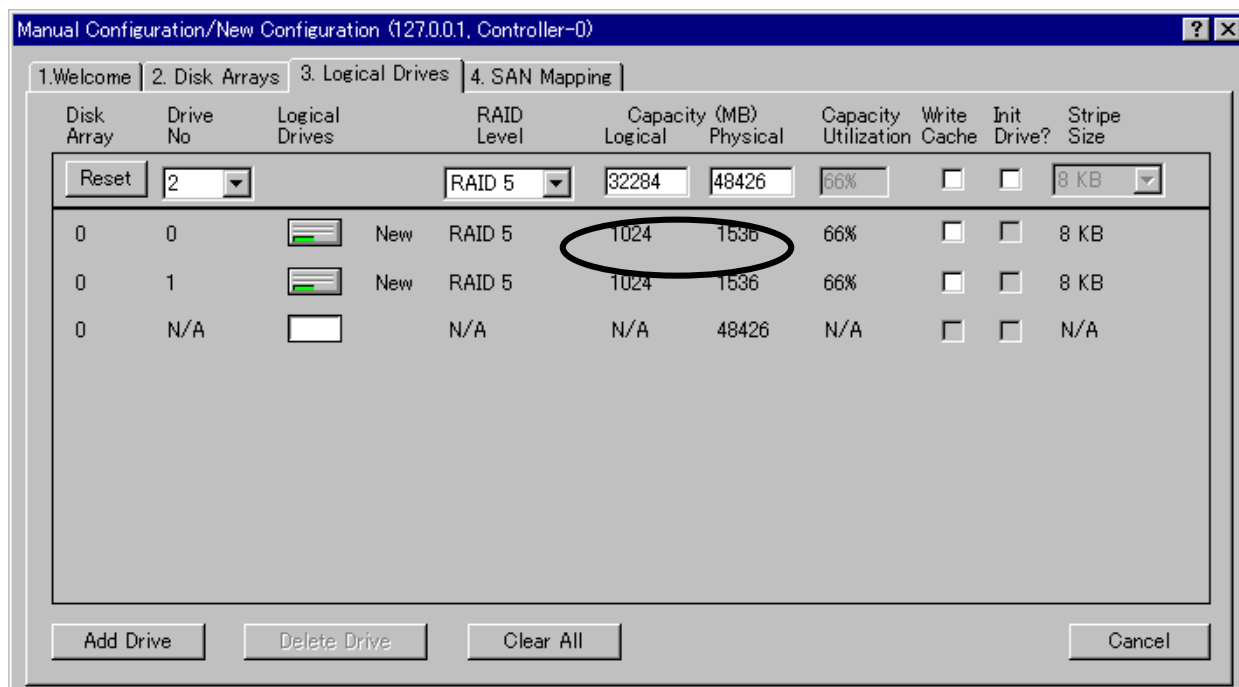 Manual Configuration/New Configuration (127.0.0.1, Controller-0)
1.Welcome 2. Disk Arrays 3. Logical Drives 4. SAN Mapping
Disk Drive Logical RAID Capacity (MB) Capacity Write Init Stripe
Array No Drives Level Logical Physical Utilization Cache Drive? Size
Reset 2 RAID 5 32284 48426 66% 8 KB
0 0 New RAID 5 1024 1536 66% 8 KB
0 1 New RAID 5 1024 1536 66% 8 KB
0 N/A N/A N/A 48426 N/A N/A
Add Drive Delete Drive Clear All Cancel